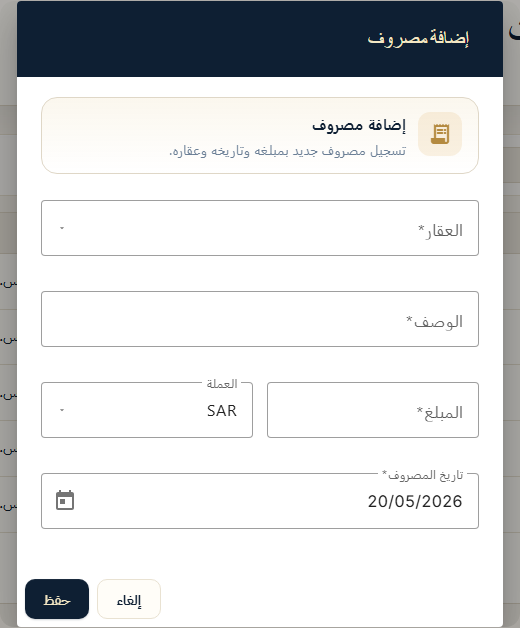 إضافة مصروف
إضافة مصروف
تسجيل مصروف جديد بمبلغه وتاريخه وعقاره.
العقار*
الوصف*
المبلغ*
العملة
SAR
تاريخ المصروف*
20/05/2026
إلغاء
حفظ